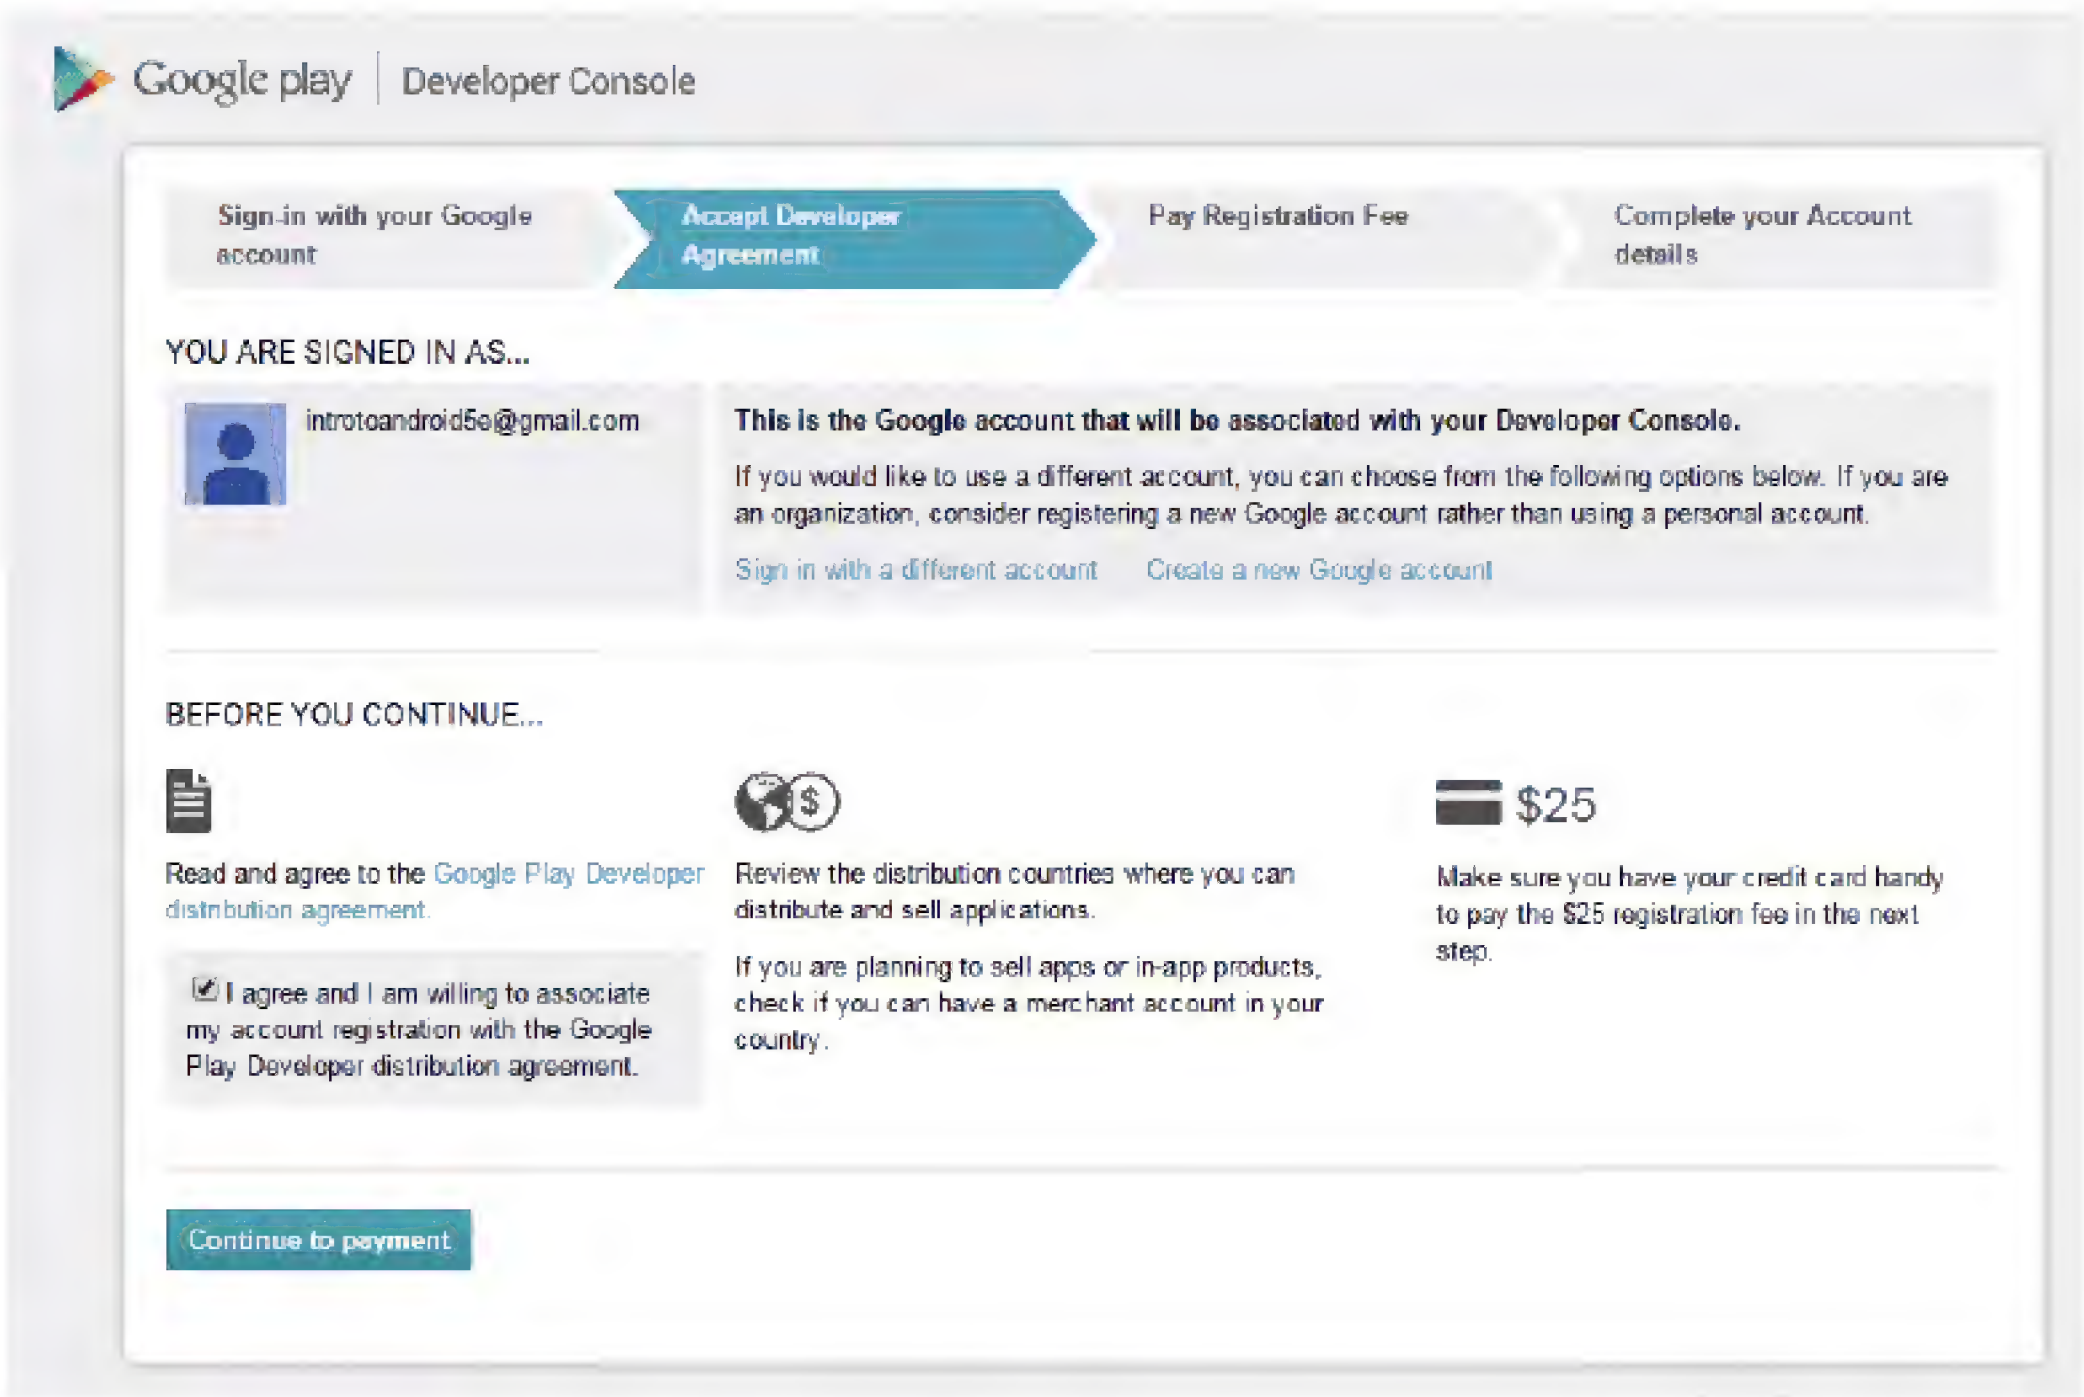 Google play | Developer Console
Sign-in with your Google
account
Accept Developer
Agreement
Pay Registration Fee
Complete your Account
details
YOU ARE SIGNED IN AS...
introtoandroid5e@gmail.com
This is the Google account that will be associated with your Developer Console.
If you would like to use a different account, you can choose from the following options below. If you are
an organization, consider registering a new Google account rather than using a personal account.
Sign in with a different account
Create a new Google account
BEFORE YOU CONTINUE...
Read and agree to the Google Play Developer
distribution agreement.
I agree and I am willing to associate
my account registration with the Google
Play Developer distribution agreement.
$
Review the distribution countries where you can
distribute and sell applications.
If you are planning to sell apps or in-app products,
check if you can have a merchant account in your
country.
$25
Make sure you have your credit card handy
to pay the $25 registration fee in the next
step.
Continue to payment